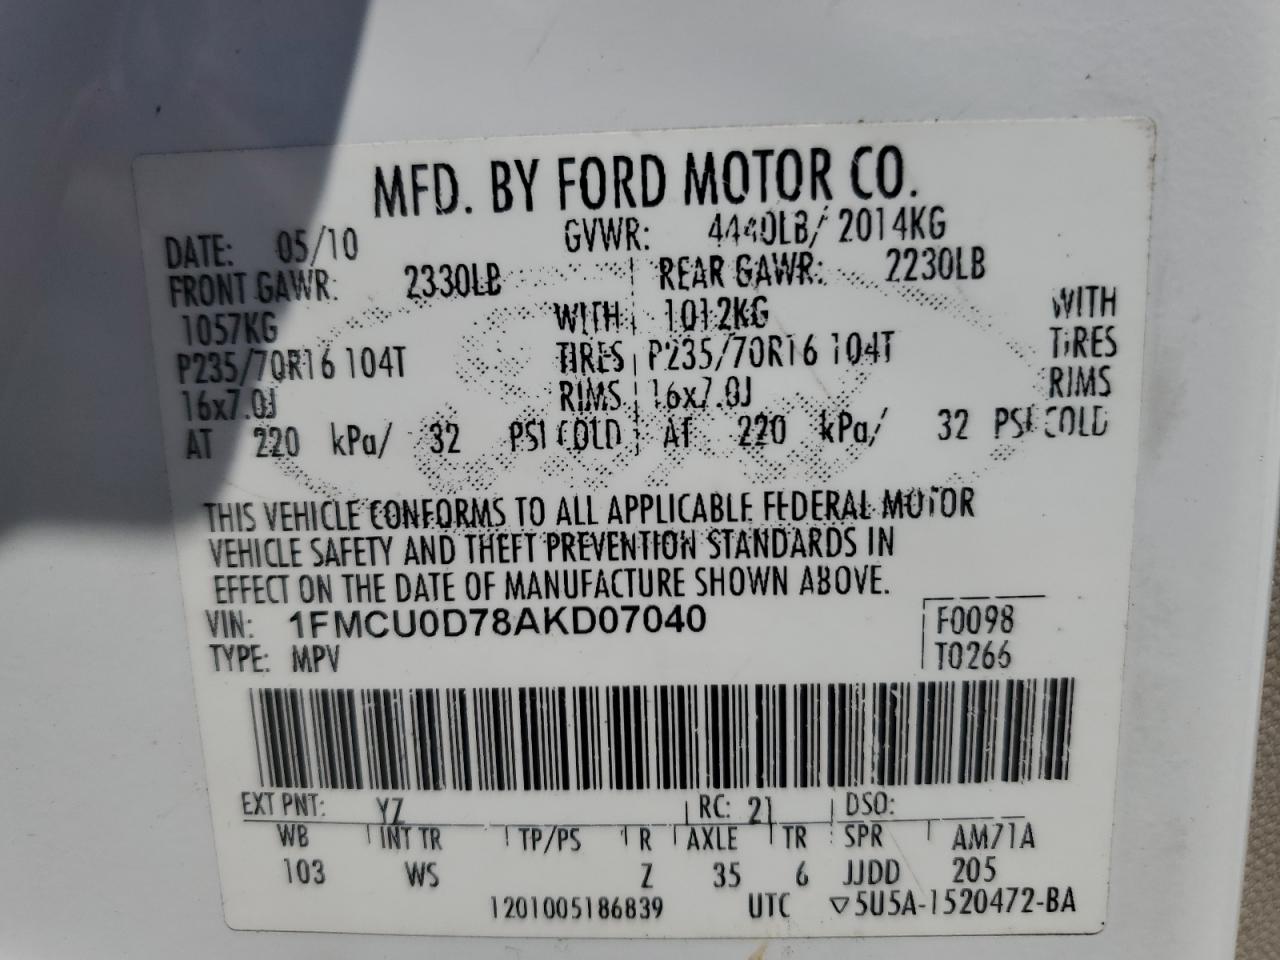 MFD. BY FORD MOTOR CO.
DATE: 05/10 GVWR: 4440LB/ 2014KG
FRONT GAWR: 2330LB REAR GAWR: 2230LB
1057KG WITH 1012KG WITH
P235/70R16 104T TIRES P235/70R16 104T TIRES
16x7.0J RIMS 16x7.0J RIMS
AT 220 kPa/ 32 PSI COLD AT 220 kPa/ 32 PSI COLD
THIS VEHICLE CONFORMS TO ALL APPLICABLE FEDERAL MOTOR
VEHICLE SAFETY AND THEFT PREVENTION STANDARDS IN
EFFECT ON THE DATE OF MANUFACTURE SHOWN ABOVE.
VIN: 1FMCU0D78AKD07040 F0098
TYPE: MPV T0266
EXT PNT: YZ RC: 21 DSO:
WB INT TR TP/PS R AXLE TR SPR AM71A
103 WS Z 35 6 JJDD 205
1201005186839 UTC ▽5U5A-1520472-BA